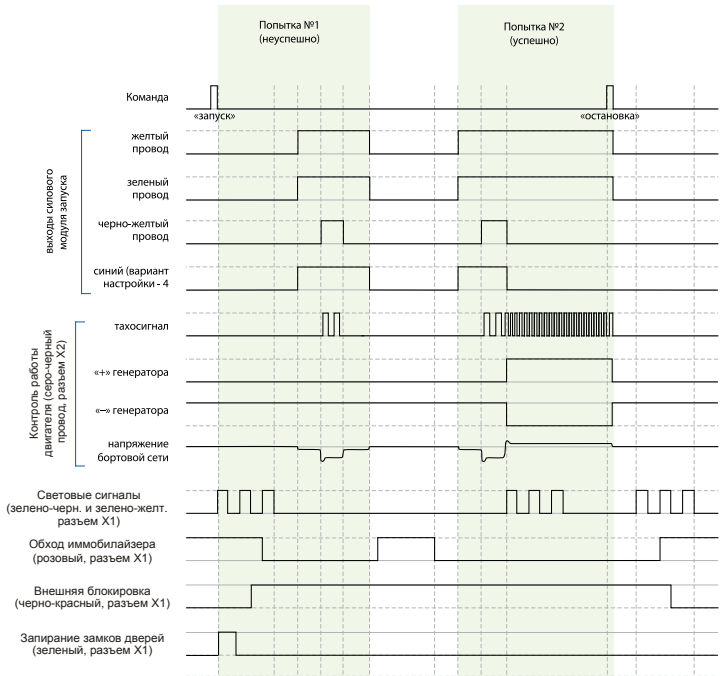 Попытка №1
(неуспешно)
Попытка №2
(успешно)
Команда
«запуск»
«остановка»
выходы силового
модуля запуска
желтый
провод
зеленый
провод
черно-желтый
провод
синий (вариант
настройки - 4
Контроль работы
двигателя (серо-черный
провод, разъем X2)
тахосигнал
«+» генератора
«—» генератора
напряжение
бортовой сети
Световые сигналы
(зелено-черн. и зелено-желт.
разъем X1)
Обход иммобилайзера
(розовый, разъем X1)
Внешняя блокировка
(черно-красный, разъем X1)
Запирание замков дверей
(зеленый, разъем X1)